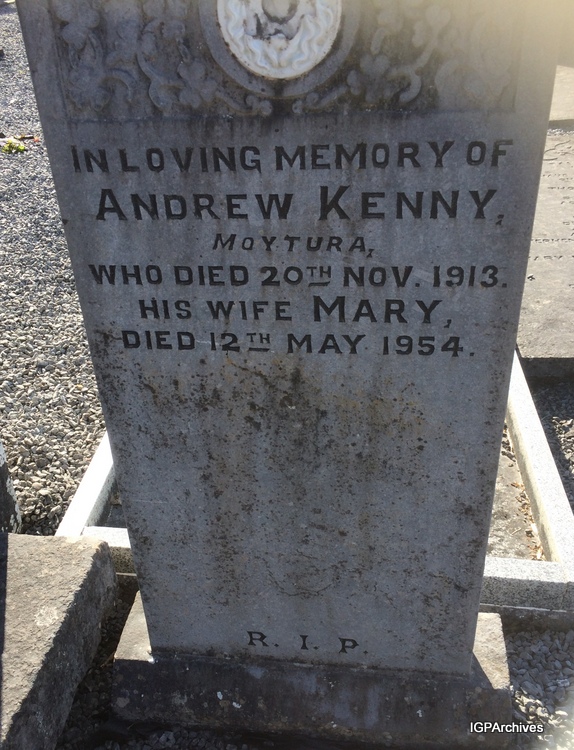 IN LOVING MEMORY OF
ANDREW KENNY,
MOYTURA,
WHO DIED 20TH NOV. 1913.
HIS WIFE MARY,
DIED 12TH MAY 1954.
R. I. P.
IGPArchives